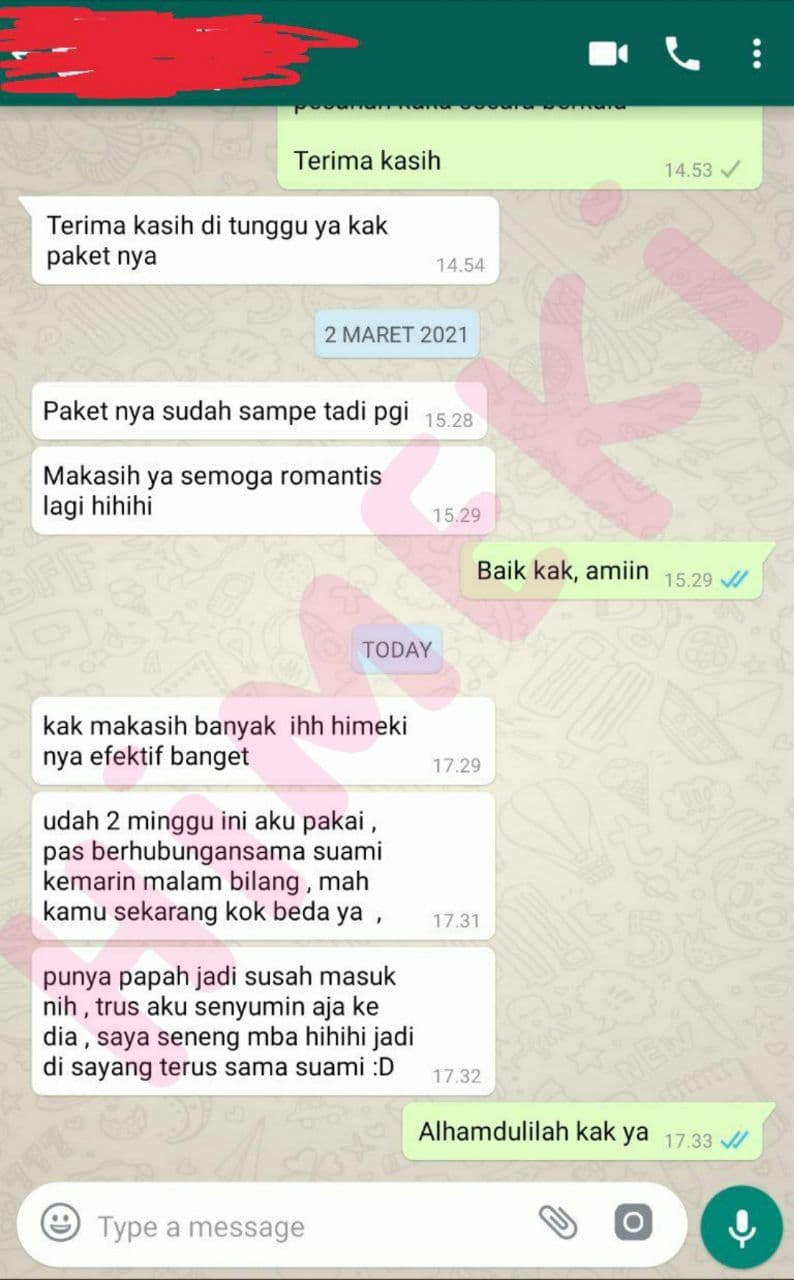 Terima kasih
14.53
Terima kasih di tunggu ya kak
paket nya
14.54
2 MARET 2021
Paket nya sudah sampe tadi pgi
15.28
Makasih ya semoga romantis
lagi hihihi
15.29
Baik kak, amiin
15.29
TODAY
kak makasih banyak ihh himeki
nya efektif banget
17.29
udah 2 minggu ini aku pakai ,
pas berhubungansama suami
kemarin malam bilang , mah
kamu sekarang kok beda ya ,
17.31
punya papah jadi susah masuk
nih , trus aku senyumin aja ke
dia , saya seneng mba hihihi jadi
di sayang terus sama suami :D
17.32
Alhamdulilah kak ya
17.33
Type a message
HiMEKi